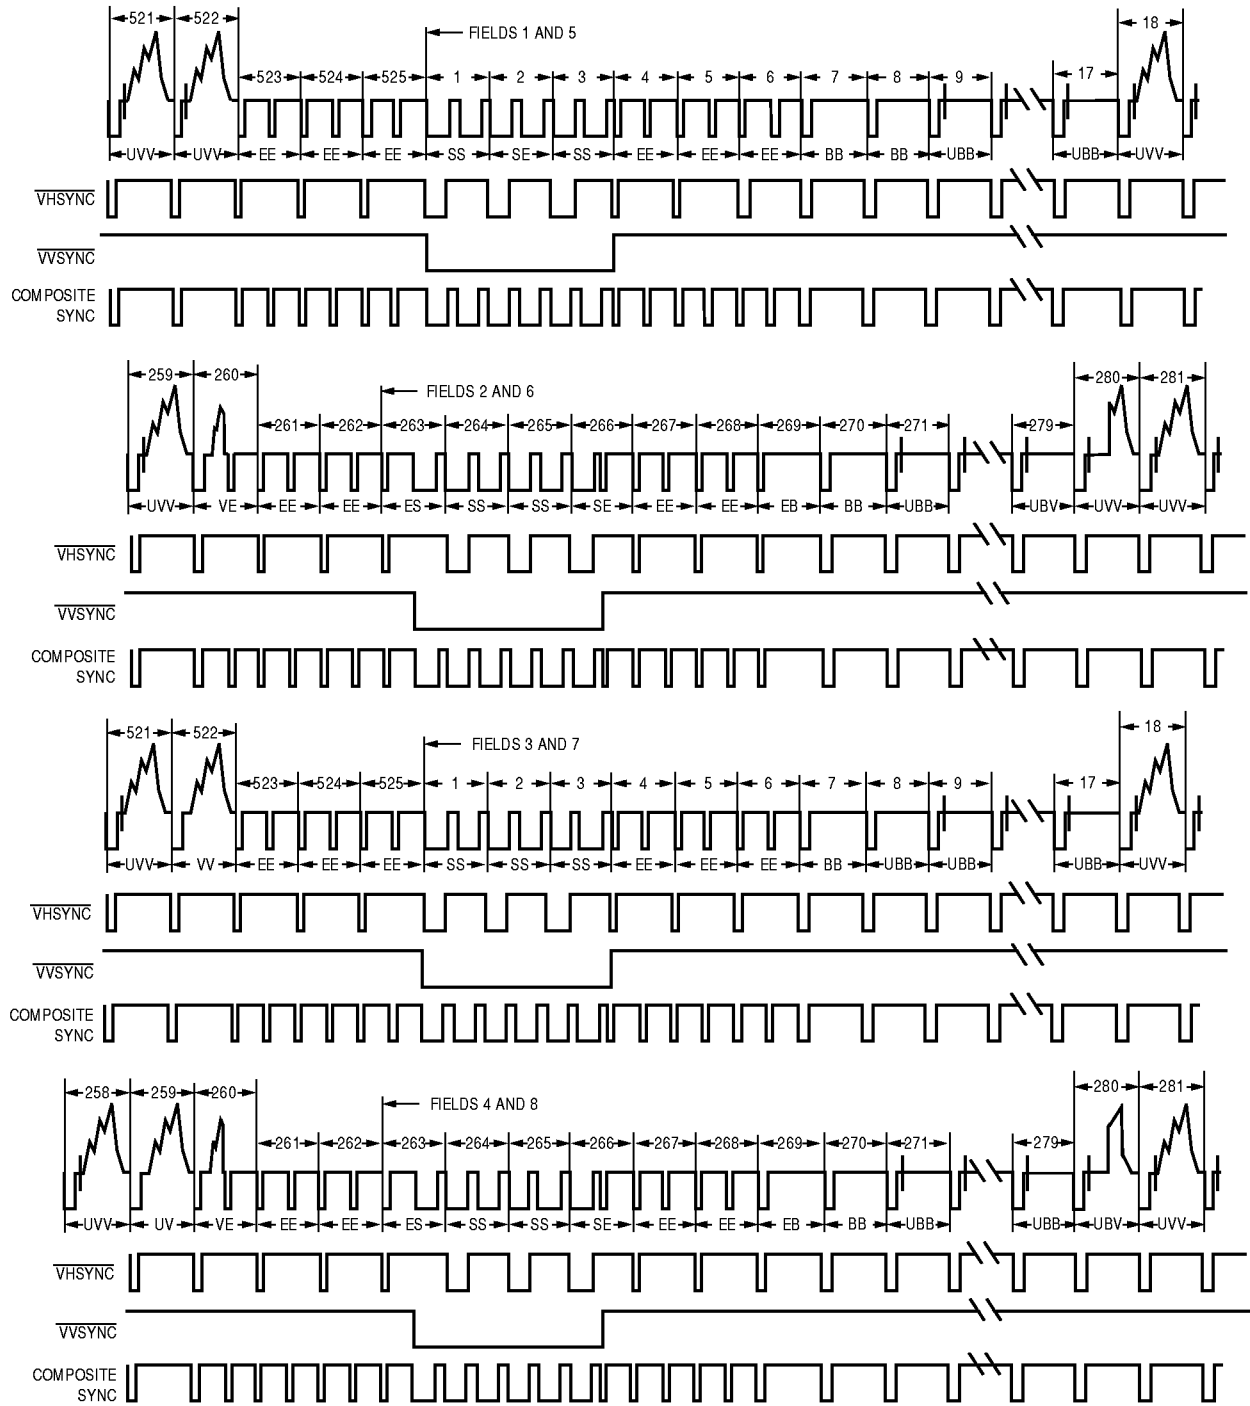 521 522 FIELDS 1 AND 5 18
523 524 525 1 2 3 4 5 6 7 8 9 17
UVV UVV EE EE EE SS SE SS EE EE EE BB BB UBB UBB UVV
VHSYNC
VVSYNC
COMPOSITE
SYNC
259 260 FIELDS 2 AND 6 280 281
261 262 263 264 265 266 267 268 269 270 271 279
UVV VE EE EE ES SS SS SE EE EE EB BB UBB UBV UVV UVV
VHSYNC
VVSYNC
COMPOSITE
SYNC
521 522 FIELDS 3 AND 7 18
523 524 525 1 2 3 4 5 6 7 8 9 17
UVV VV EE EE EE SS SS SS EE EE EE BB UBB UBB UBB UVV
VHSYNC
VVSYNC
COMPOSITE
SYNC
258 259 260 FIELDS 4 AND 8 280 281
261 262 263 264 265 266 267 268 269 270 271 279
UVV UV VE EE EE ES SS SS SE EE EE EB BB UBB UBB UBV UVV
VHSYNC
VVSYNC
COMPOSITE
SYNC